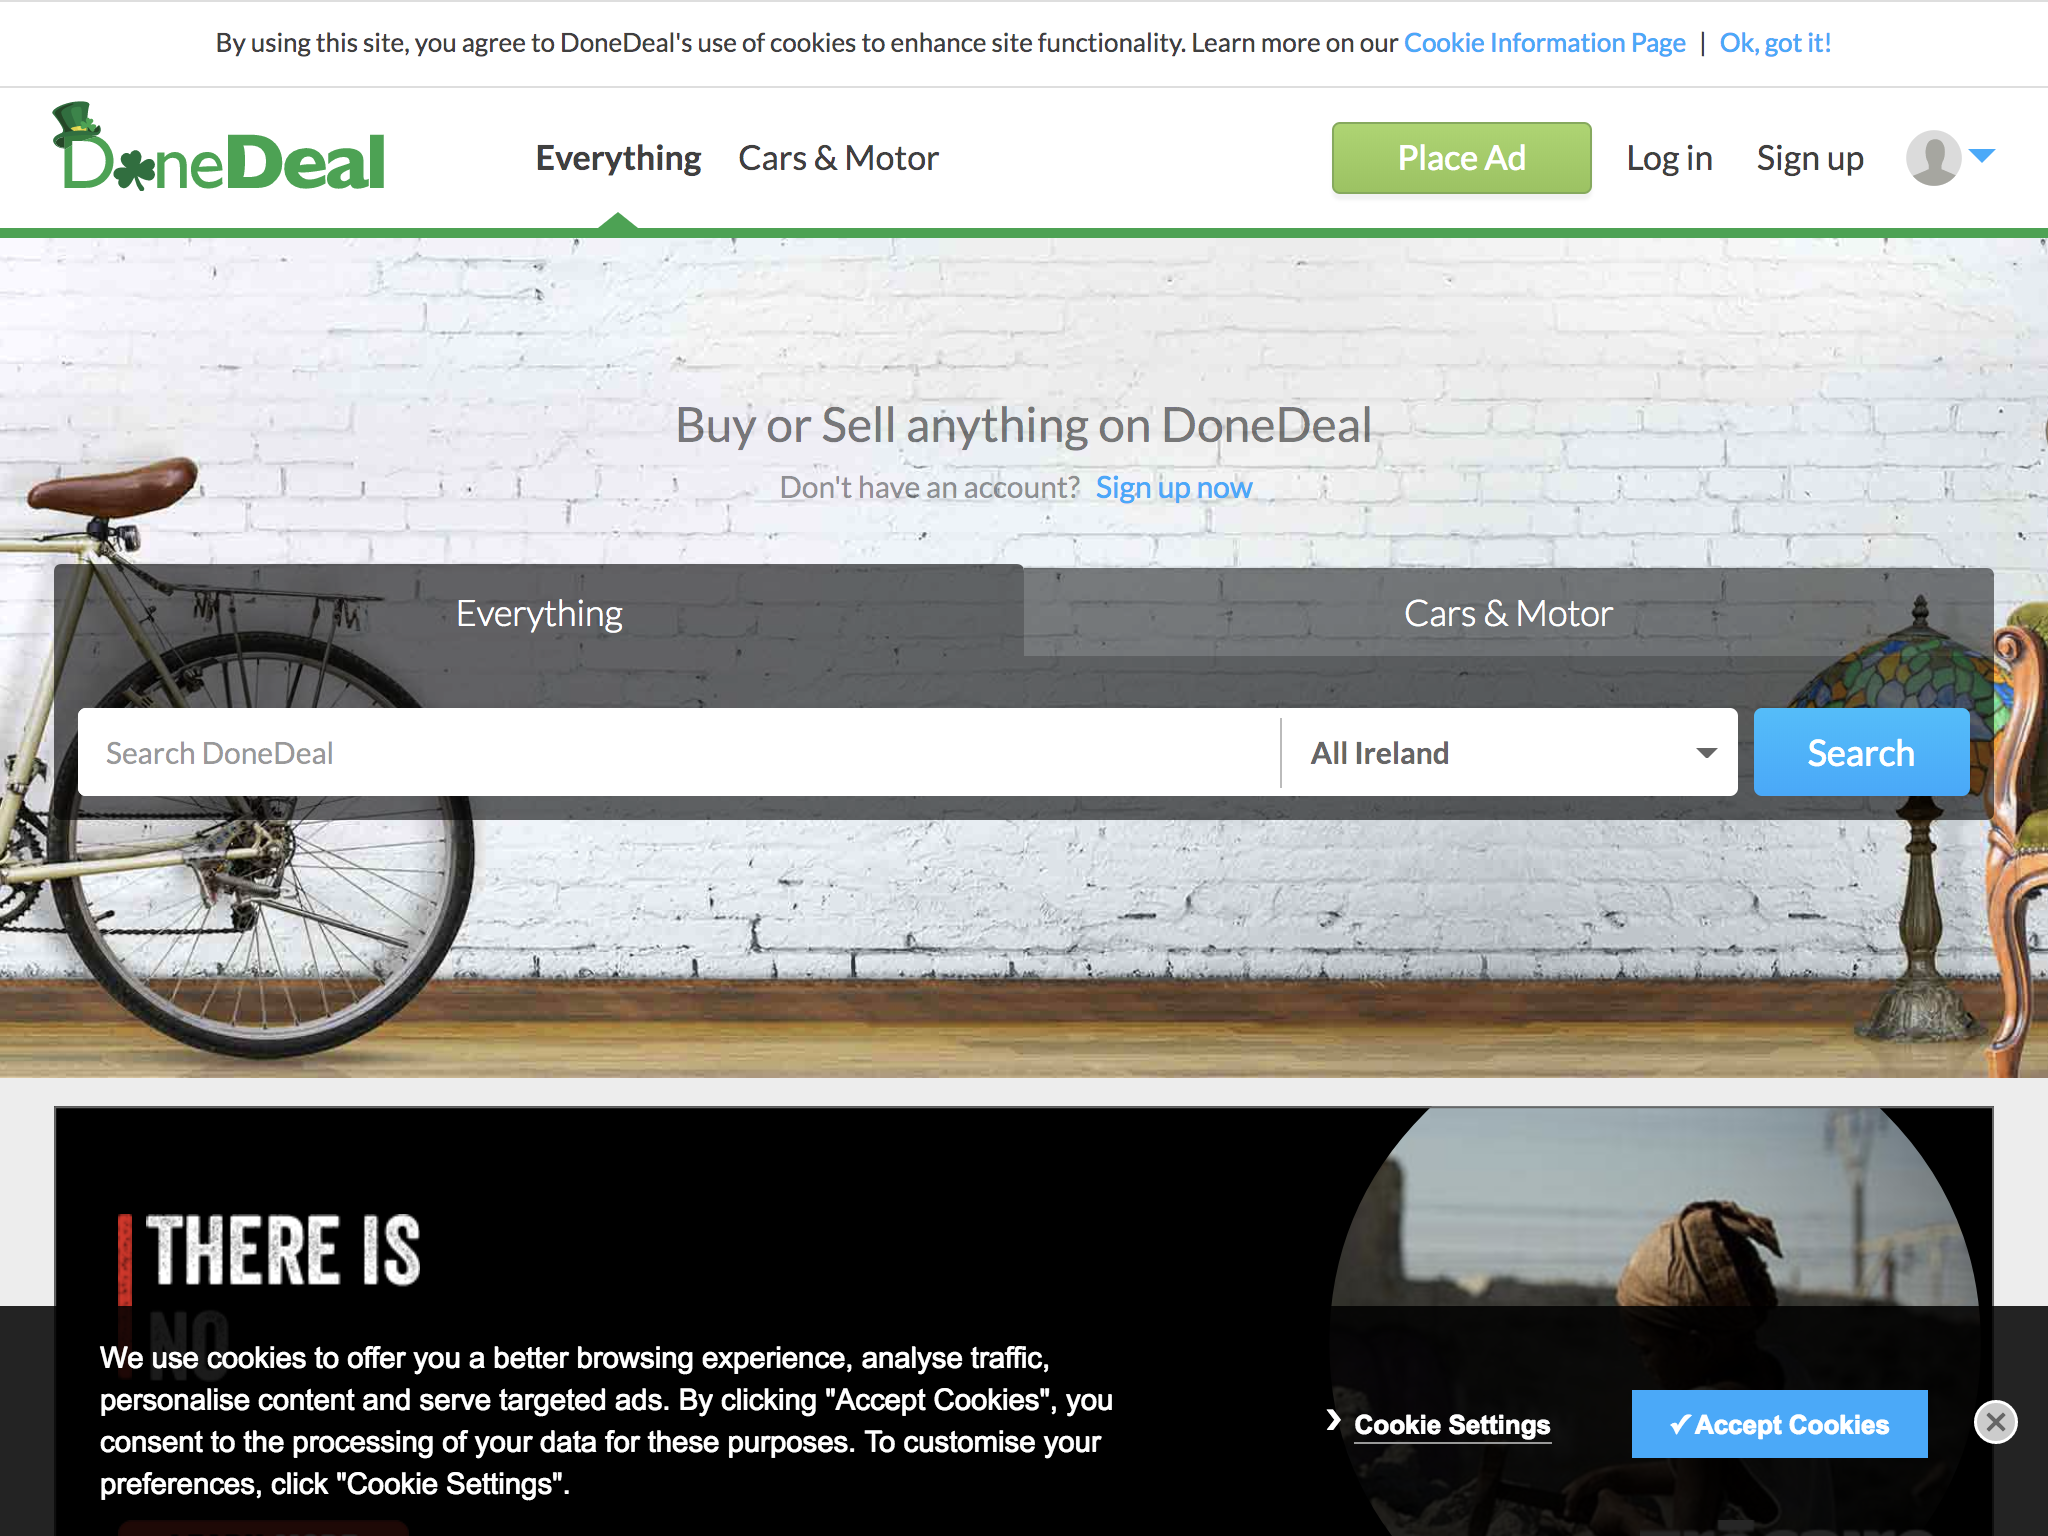 By using this site, you agree to DoneDeal's use of cookies to enhance site functionality. Learn more on our Cookie Information Page | Ok, got it!
DoneDeal
Everything
Cars & Motor
Place Ad
Log in
Sign up
Buy or Sell anything on DoneDeal
Don't have an account? Sign up now
Everything
Cars & Motor
Search DoneDeal
All Ireland
Search
THERE IS
NO
We use cookies to offer you a better browsing experience, analyse traffic,
personalise content and serve targeted ads. By clicking "Accept Cookies", you
consent to the processing of your data for these purposes. To customise your
preferences, click "Cookie Settings".
Cookie Settings
✓Accept Cookies